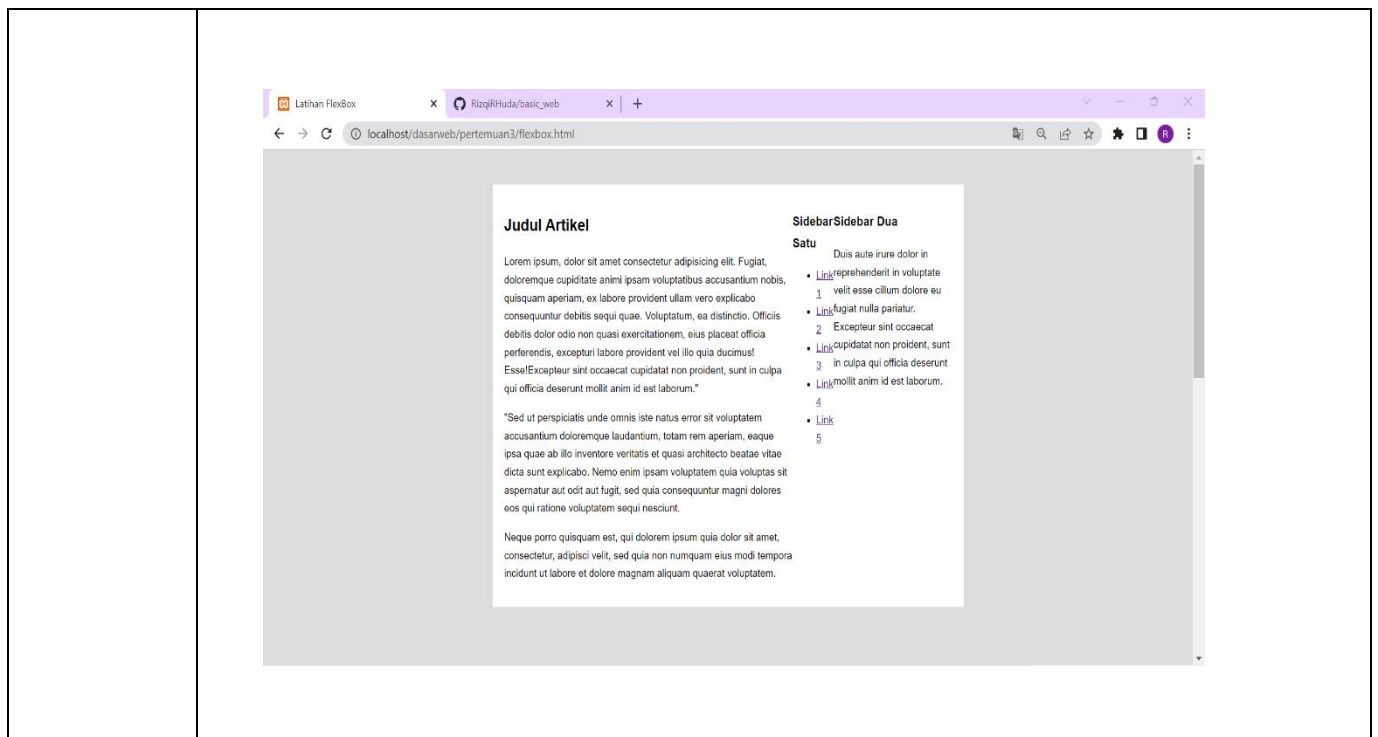 Latihan FlexBox
RizqiRHuda/basic_web
localhost/dasarweb/pertemuan3/flexbox.html
R
Judul Artikel
Lorem ipsum, dolor sit amet consectetur adipisicing elit. Fugiat,
doloremque cupiditate animi ipsam voluptatibus accusantium nobis,
quisquam aperiam, ex labore provident ullam vero explicabo
consequuntur debitis sequi quae. Voluptatum, ea distinctio. Officiis
debitis dolor odio non quasi exercitationem, eius placeat officia
perferendis, excepturi labore provident vel illo quia ducimus!
Esse!Excepteur sint occaecat cupidatat non proident, sunt in culpa
qui officia deserunt mollit anim id est laborum."
"Sed ut perspiciatis unde omnis iste natus error sit voluptatem
accusantium doloremque laudantium, totam rem aperiam, eaque
ipsa quae ab illo inventore veritatis et quasi architecto beatae vitae
dicta sunt explicabo. Nemo enim ipsam voluptatem quia voluptas sit
aspernatur aut odit aut fugit, sed quia consequuntur magni dolores
eos qui ratione voluptatem sequi nesciunt.
Neque porro quisquam est, qui dolorem ipsum quia dolor sit amet,
consectetur, adipisci velit, sed quia non numquam eius modi tempora
incidunt ut labore et dolore magnam aliquam quaerat voluptatem.
Sidebar
Satu
• Link
1
• Link
2
• Link
3
• Link
4
• Link
5
Sidebar Dua
Duis aute irure dolor in
reprehenderit in voluptate
velit esse cillum dolore eu
fugiat nulla pariatur.
Excepteur sint occaecat
cupidatat non proident, sunt
in culpa qui officia deserunt
mollit anim id est laborum.